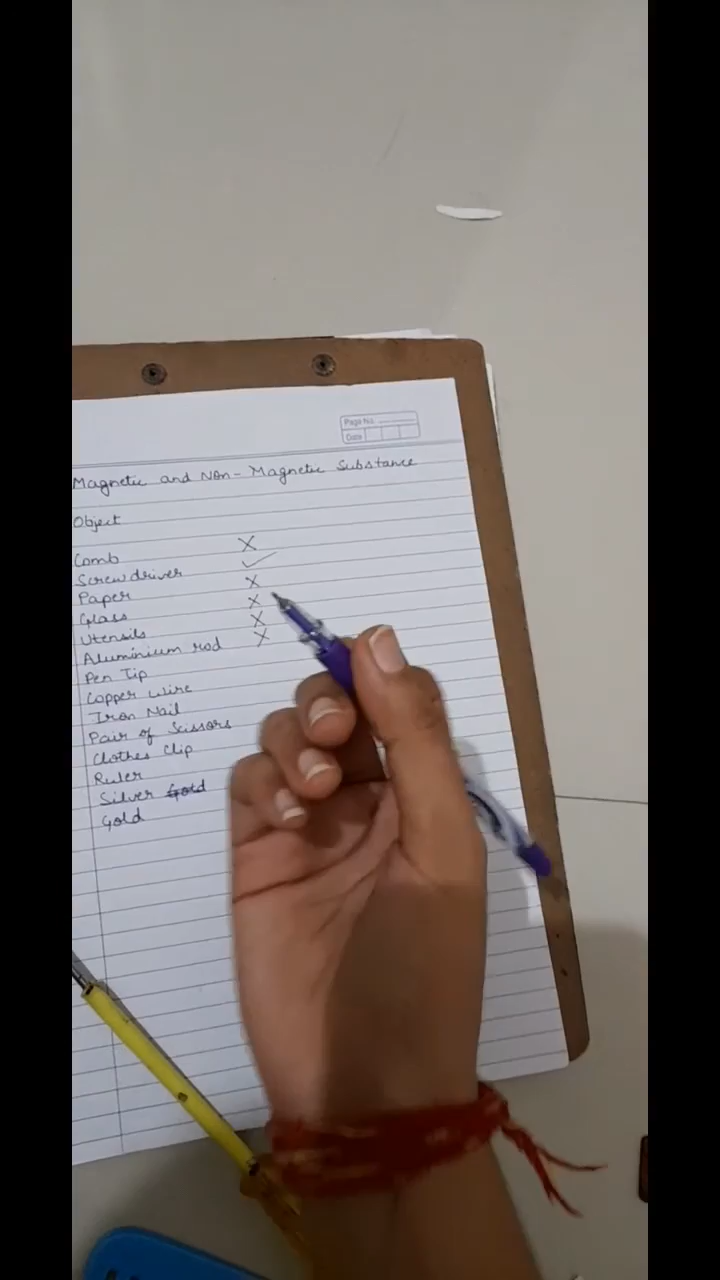 Page No.
Date
Magnetic and Non-Magnetic Substance
Object
Comb X
Screwdriver ✓
Paper X
Glass X
Utensils X
Aluminium rod X
Pen Tip
Copper wire
Iron Nail
Pair of Scissors
Clothes Clip
Ruler
Silver Gold
Gold